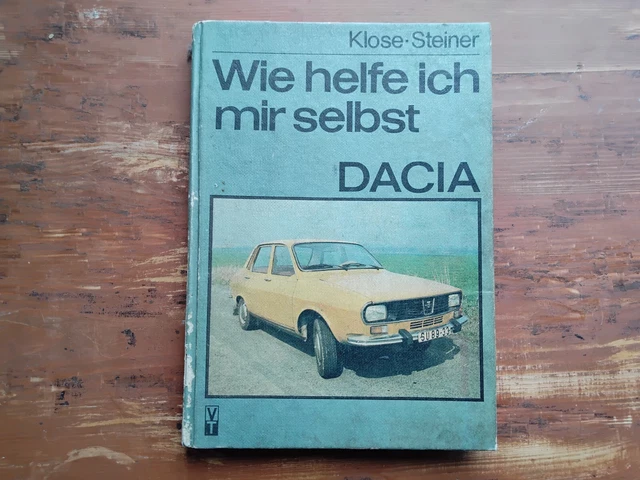 Klose · Steiner
Wie helfe ich
mir selbst
DACIA
VT